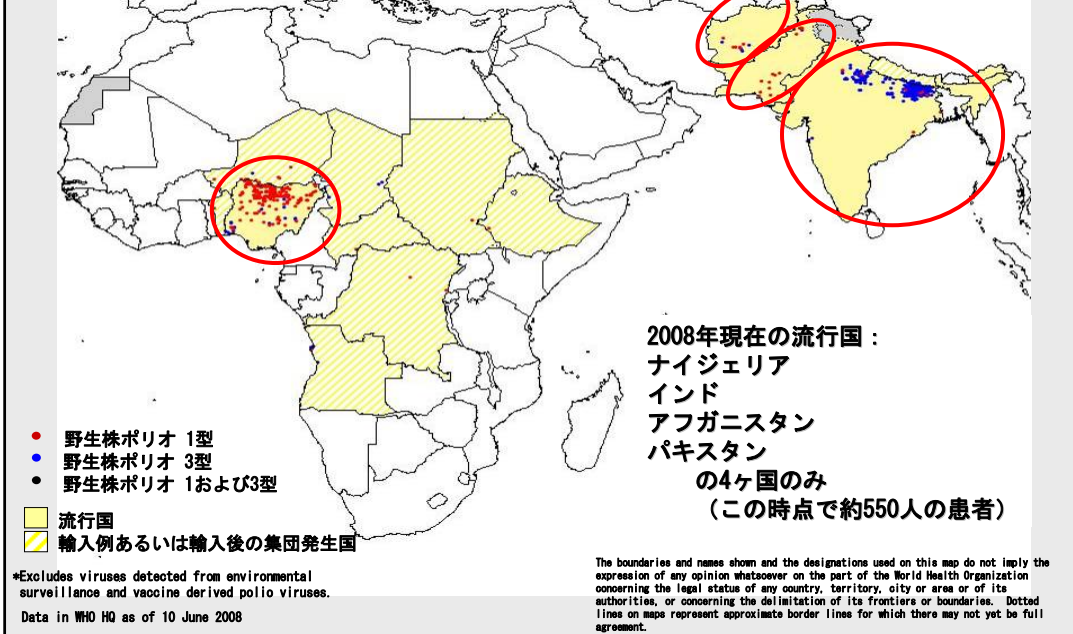 2008年現在の流行国：
ナイジェリア
インド
アフガニスタン
パキスタン
の4ヶ国のみ
（この時点で約550人の患者）
野生株ポリオ 1型
野生株ポリオ 3型
野生株ポリオ 1および3型
流行国
輸入例あるいは輸入後の集団発生国
*Excludes viruses detected from environmental
surveillance and vaccine derived polio viruses.
Data in WHO HQ as of 10 June 2008
The boundaries and names shown and the designations used on this map do not imply the
expression of any opinion whatsoever on the part of the World Health Organization
concerning the legal status of any country, territory, city or area or of its
authorities, or concerning the delimitation of its frontiers or boundaries.  Dotted
lines on maps represent approximate border lines for which there may not yet be full
agreement.